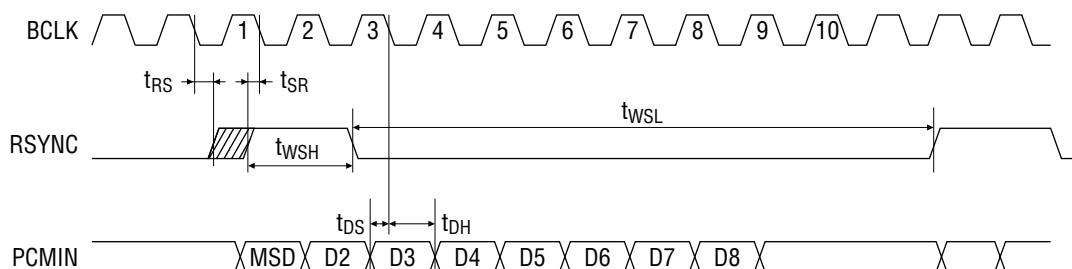 BCLK 1 2 3 4 5 6 7 8 9 10
tRS tSR
RSYNC tWSH tWSL
tDS tDH
PCMIN MSD D2 D3 D4 D5 D6 D7 D8